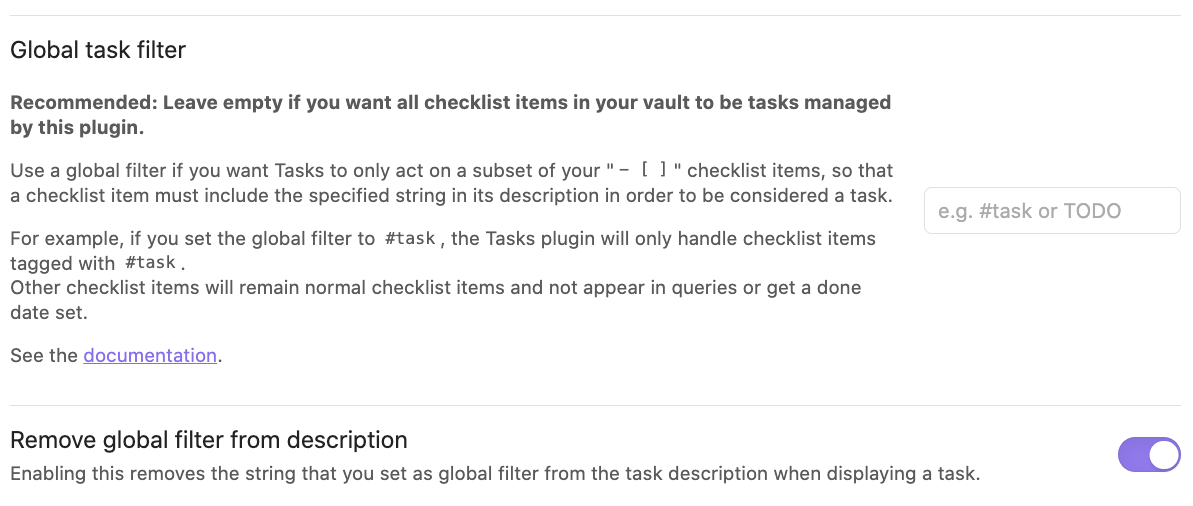 Global task filter
Recommended: Leave empty if you want all checklist items in your vault to be tasks managed
by this plugin.
Use a global filter if you want Tasks to only act on a subset of your "- [ ]" checklist items, so that
a checklist item must include the specified string in its description in order to be considered a task.
e.g. #task or TODO
For example, if you set the global filter to #task, the Tasks plugin will only handle checklist items
tagged with #task.
Other checklist items will remain normal checklist items and not appear in queries or get a done
date set.
See the documentation.
Remove global filter from description
Enabling this removes the string that you set as global filter from the task description when displaying a task.